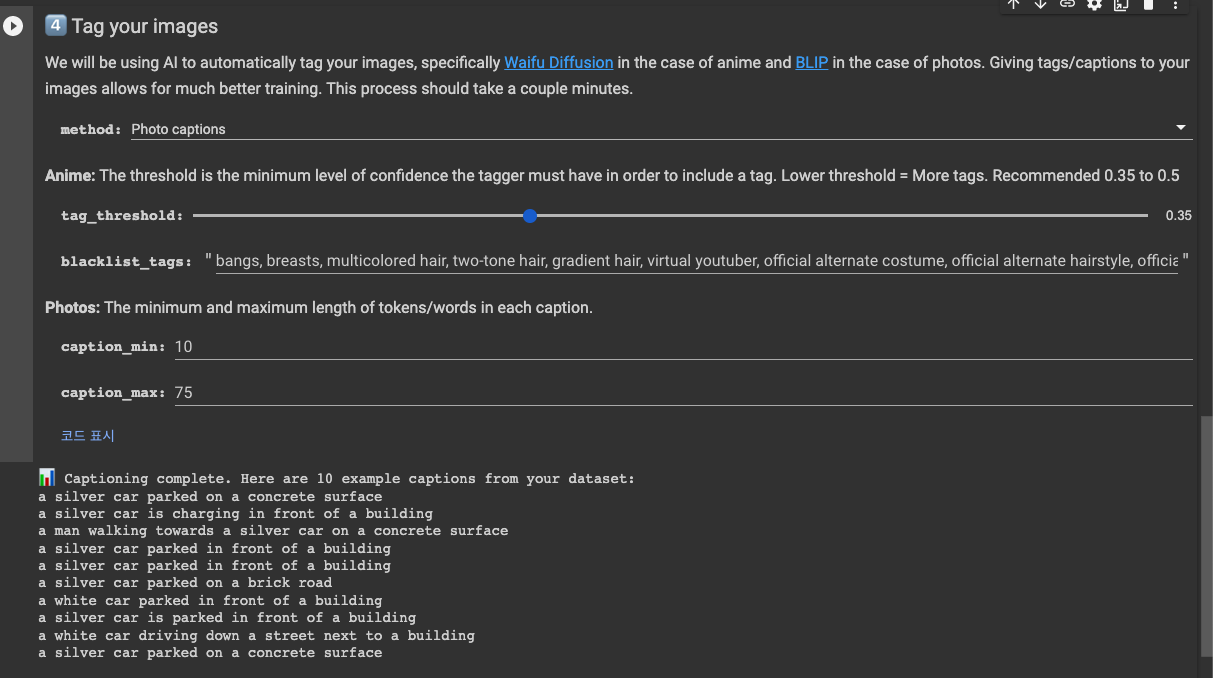 4 Tag your images
We will be using AI to automatically tag your images, specifically Waifu Diffusion in the case of anime and BLIP in the case of photos. Giving tags/captions to your
images allows for much better training. This process should take a couple minutes.
method: Photo captions
Anime: The threshold is the minimum level of confidence the tagger must have in order to include a tag. Lower threshold = More tags. Recommended 0.35 to 0.5
tag_threshold: 0.35
blacklist_tags: " bangs, breasts, multicolored hair, two-tone hair, gradient hair, virtual youtuber, official alternate costume, official alternate hairstyle, officia "
Photos: The minimum and maximum length of tokens/words in each caption.
caption_min: 10
caption_max: 75
코드 표시
📊 Captioning complete. Here are 10 example captions from your dataset:
a silver car parked on a concrete surface
a silver car is charging in front of a building
a man walking towards a silver car on a concrete surface
a silver car parked in front of a building
a silver car parked in front of a building
a silver car parked on a brick road
a white car parked in front of a building
a silver car is parked in front of a building
a white car driving down a street next to a building
a silver car parked on a concrete surface